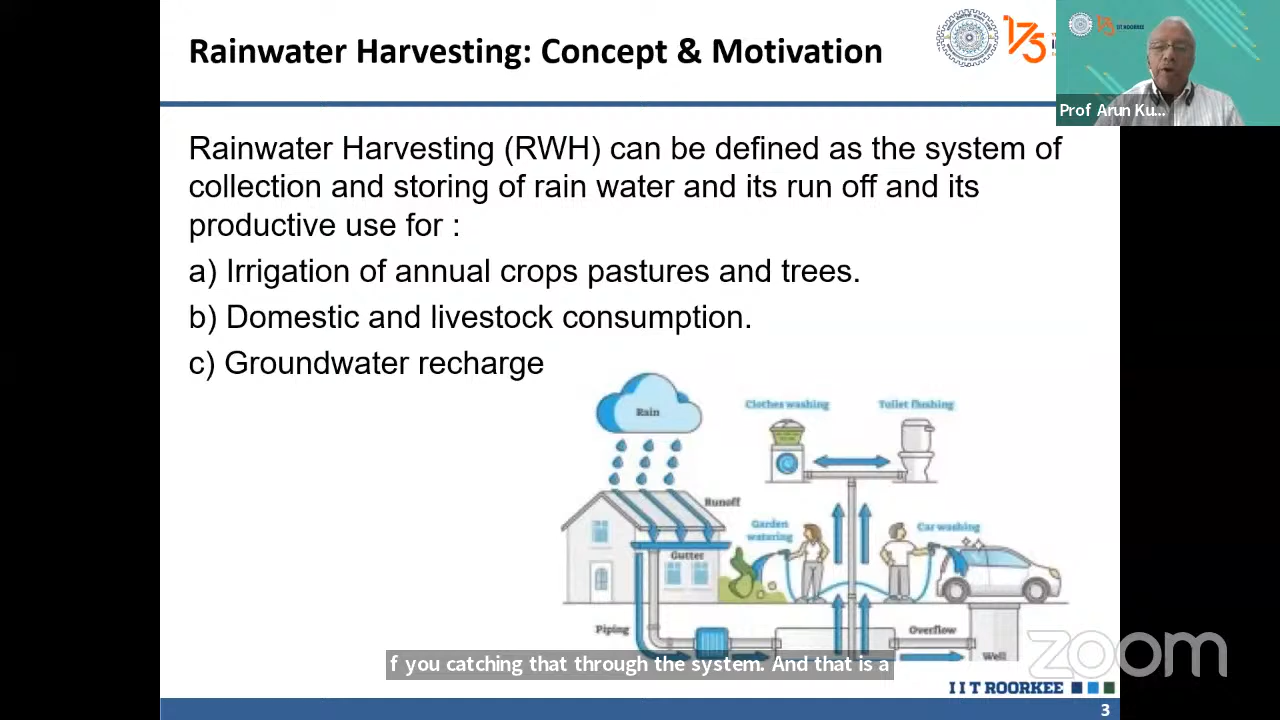 Rainwater Harvesting: Concept & Motivation
175
IIT ROORKEE
Prof Arun Ku...
Rainwater Harvesting (RWH) can be defined as the system of
collection and storing of rain water and its run off and its
productive use for :
a) Irrigation of annual crops pastures and trees.
b) Domestic and livestock consumption.
c) Groundwater recharge
Rain
Clothes washing
Toilet flushing
Runoff
Garden
watering
Car washing
Gutter
Piping
Overflow
Well
f you catching that through the system. And that is a
zoom
I I T ROORKEE
3